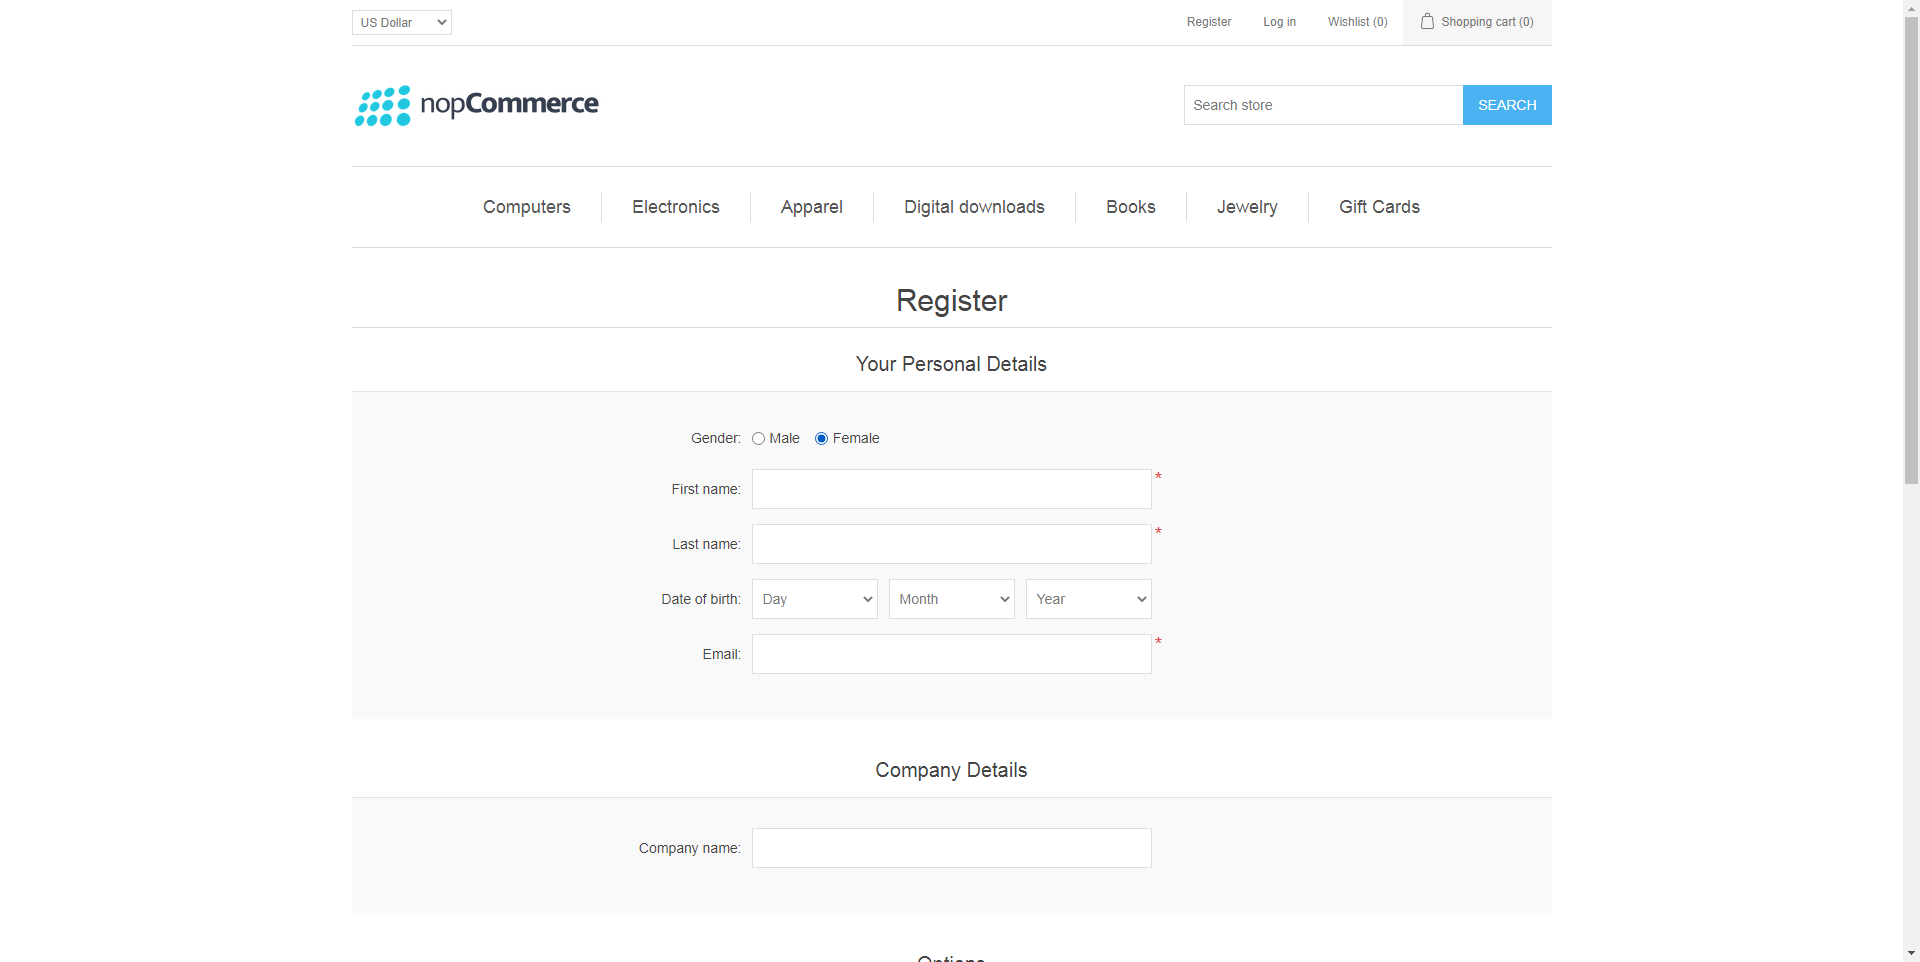 US Dollar Register Log in Wishlist (0) Shopping cart (0)
nopCommerce Search store SEARCH
Computers Electronics Apparel Digital downloads Books Jewelry Gift Cards
Register
Your Personal Details
Gender: Male Female
First name: *
Last name: *
Date of birth: Day Month Year
Email: *
Company Details
Company name:
Options